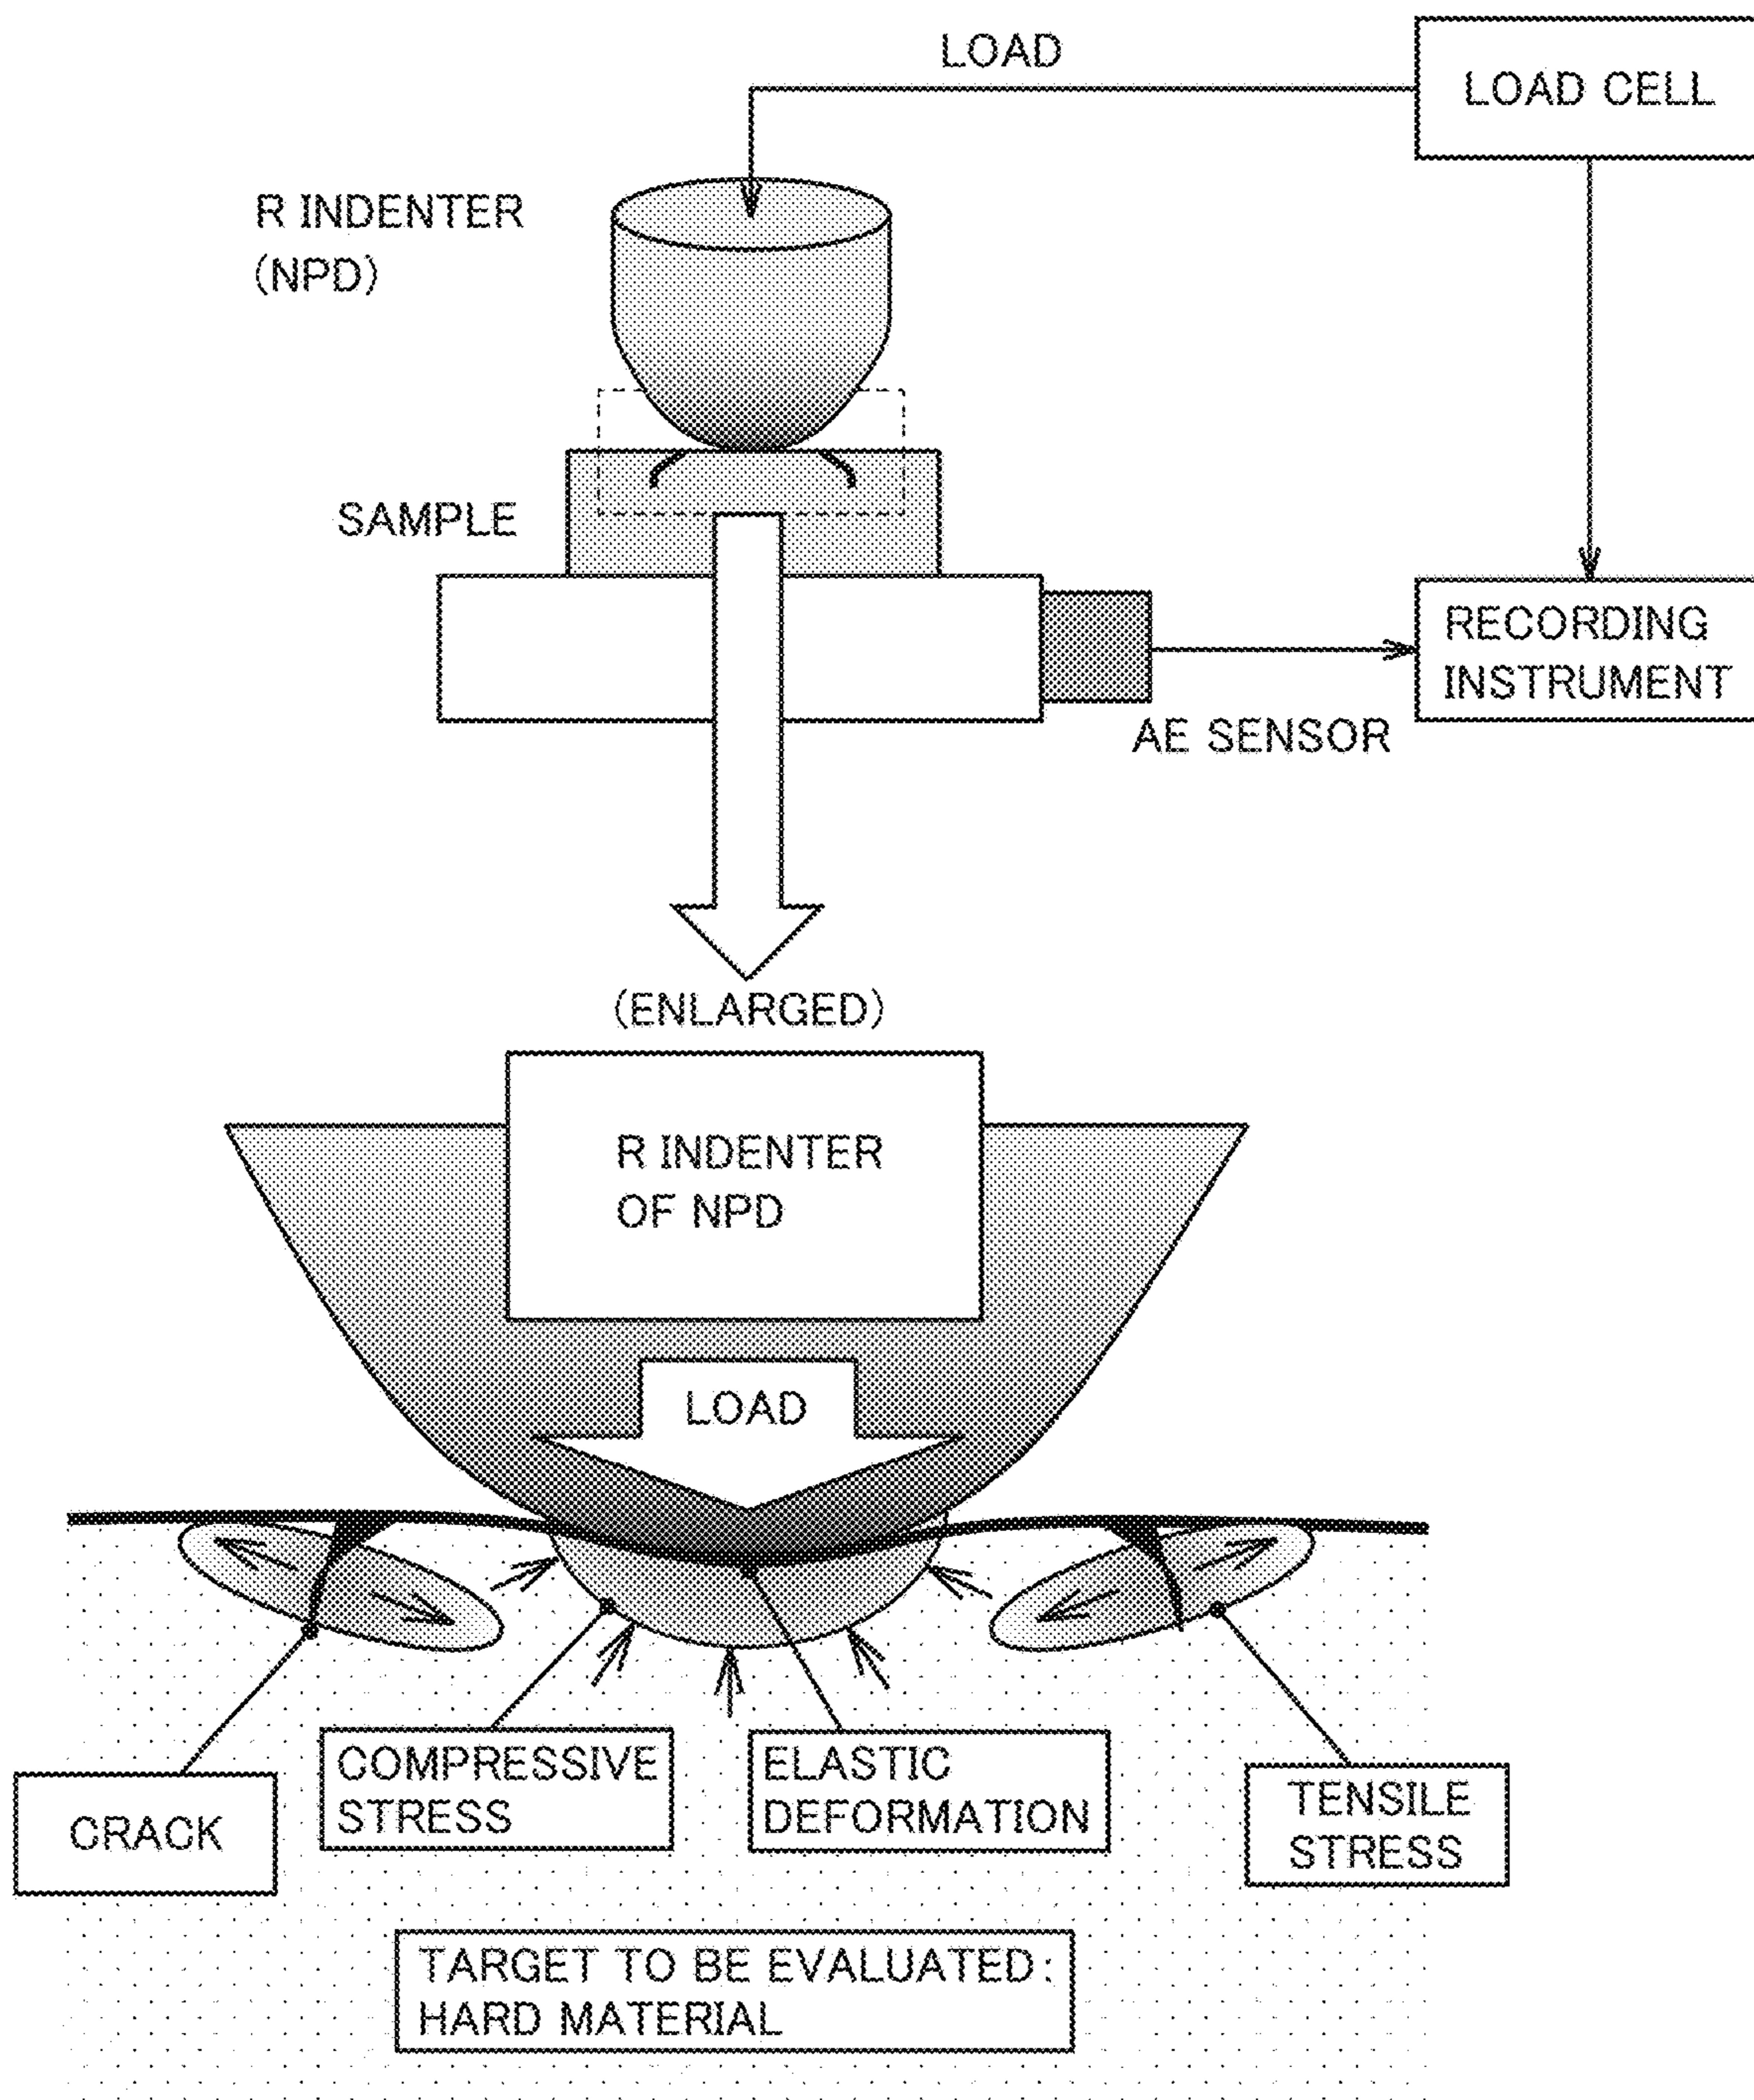 LOAD
LOAD CELL
R INDENTER
(NPD)
SAMPLE
RECORDING
INSTRUMENT
AE SENSOR
(ENLARGED)
R INDENTER
OF NPD
LOAD
COMPRESSIVE
STRESS
ELASTIC
DEFORMATION
CRACK
TENSILE
STRESS
TARGET TO BE EVALUATED:
HARD MATERIAL